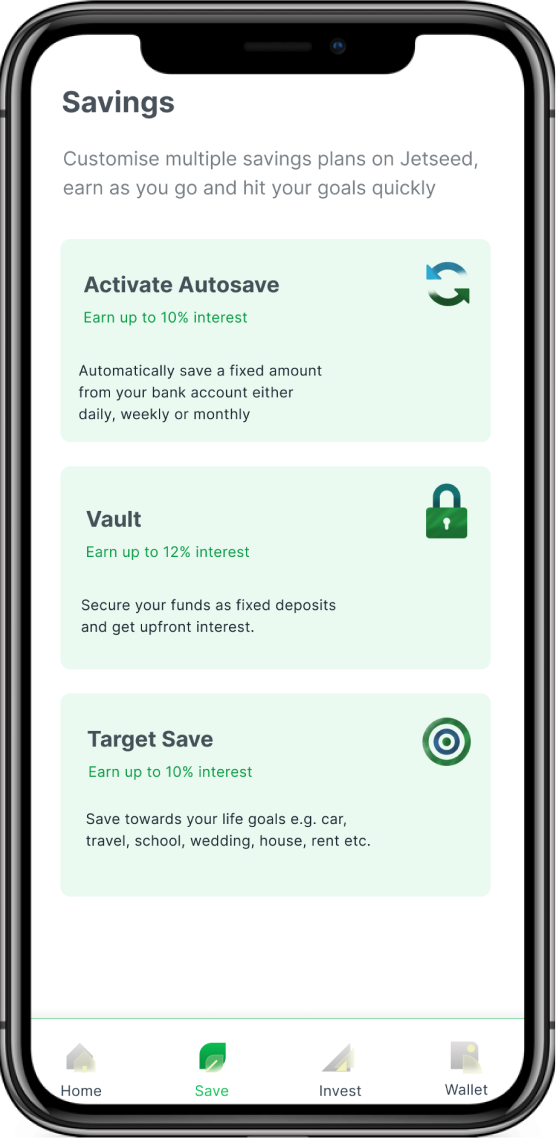 Savings
Customise multiple savings plans on Jetseed,
earn as you go and hit your goals quickly
Activate Autosave
Earn up to 10% interest
Automatically save a fixed amount
from your bank account either
daily, weekly or monthly
Vault
Earn up to 12% interest
Secure your funds as fixed deposits
and get upfront interest.
Target Save
Earn up to 10% interest
Save towards your life goals e.g. car,
travel, school, wedding, house, rent etc.
Home
Save
Invest
Wallet